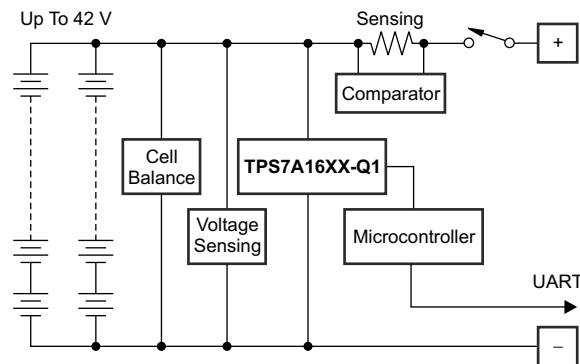 Up To 42 V
Sensing
+
Comparator
Cell
Balance
TPS7A16XX-Q1
Voltage
Sensing
Microcontroller
UART
–